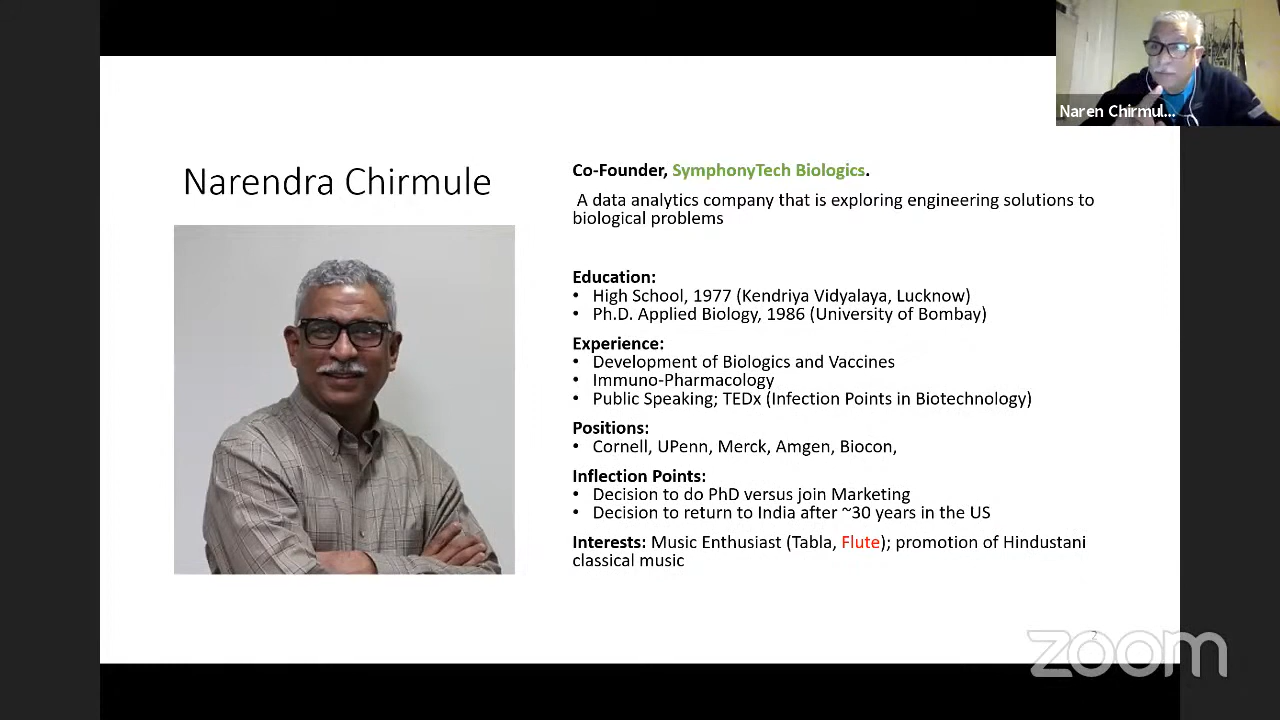 Naren Chirmul...
Narendra Chirmule
Co-Founder, SymphonyTech Biologics.
A data analytics company that is exploring engineering solutions to
biological problems
Education:
• High School, 1977 (Kendriya Vidyalaya, Lucknow)
• Ph.D. Applied Biology, 1986 (University of Bombay)
Experience:
• Development of Biologics and Vaccines
• Immuno-Pharmacology
• Public Speaking; TEDx (Infection Points in Biotechnology)
Positions:
• Cornell, UPenn, Merck, Amgen, Biocon,
Inflection Points:
• Decision to do PhD versus join Marketing
• Decision to return to India after ~30 years in the US
Interests: Music Enthusiast (Tabla, Flute); promotion of Hindustani
classical music
2
zoom